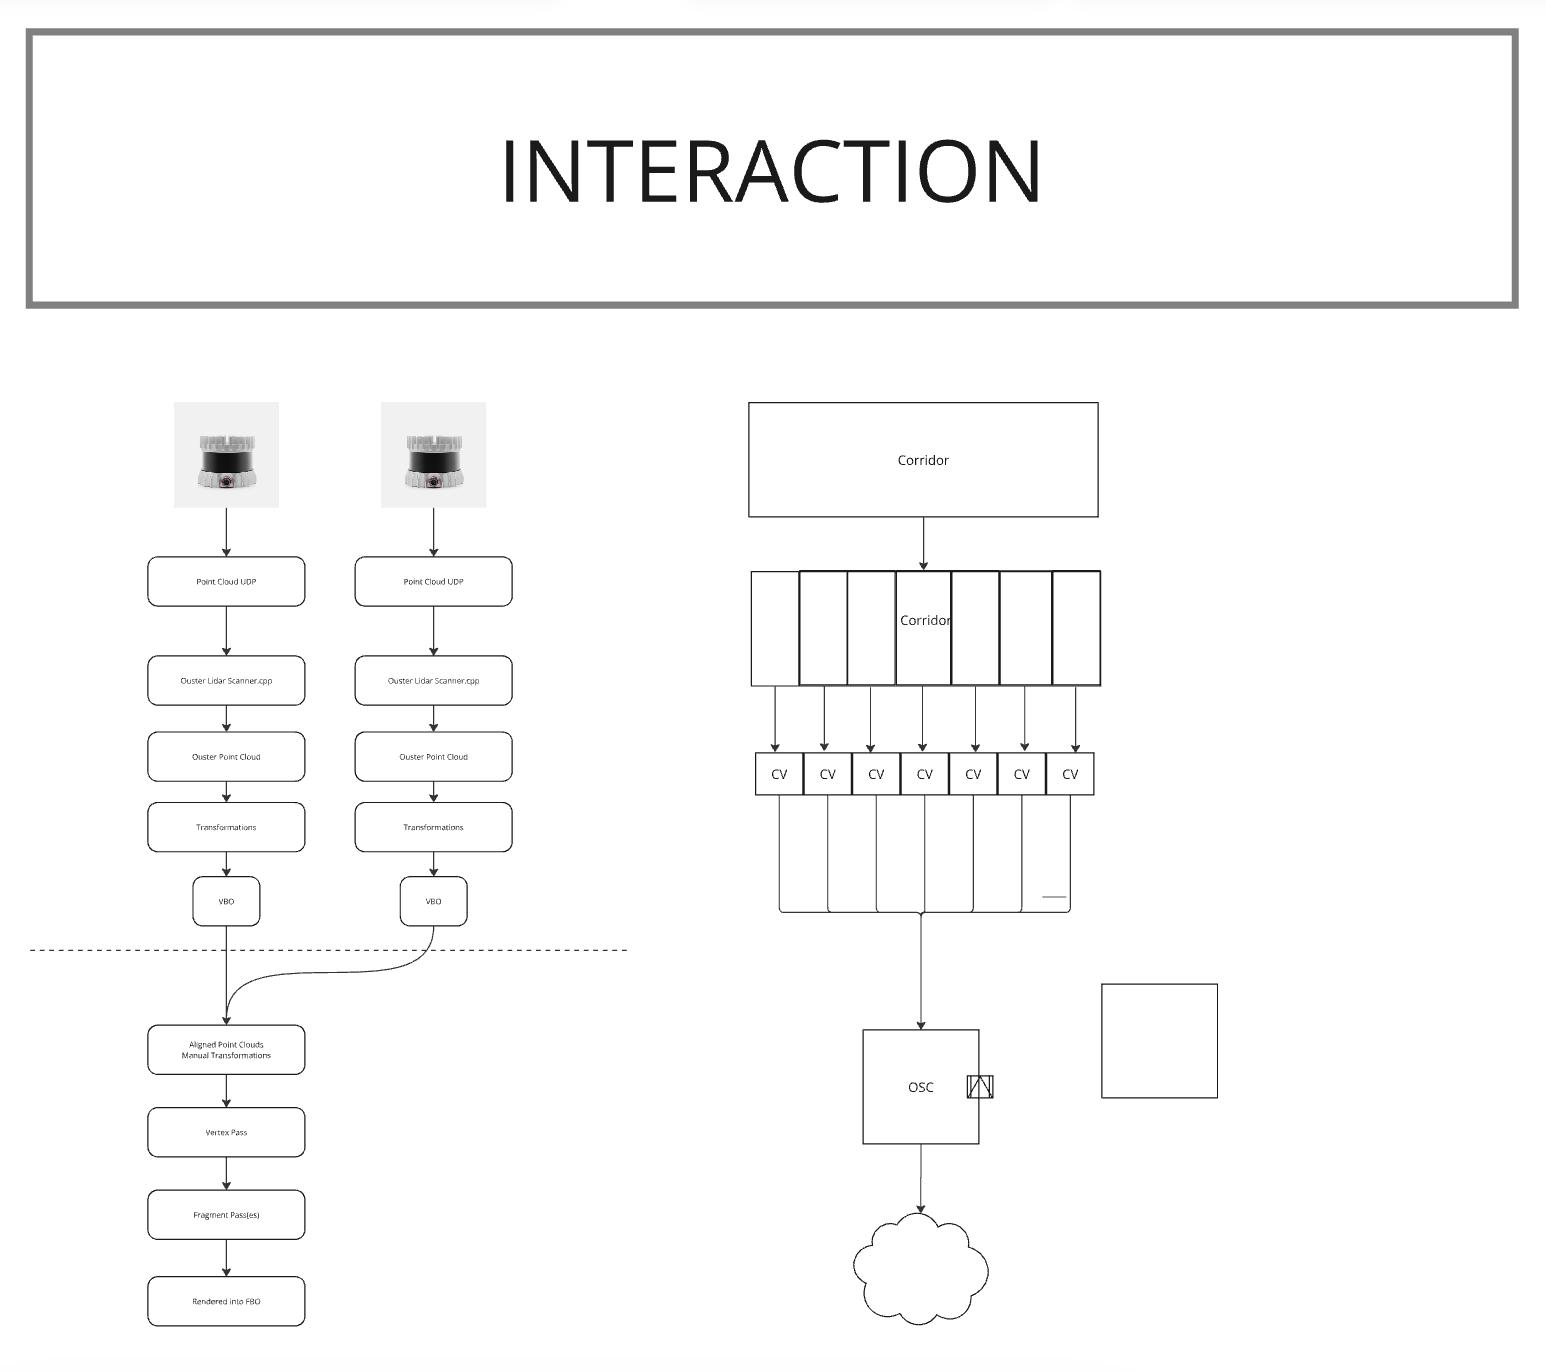 INTERACTION
Point Cloud UDP
Point Cloud UDP
Ouster Lidar Scanner.cpp
Ouster Lidar Scanner.cpp
Ouster Point Cloud
Ouster Point Cloud
Transformations
Transformations
VBO
VBO
Aligned Point Clouds
Manual Transformations
Vertex Pass
Fragment Pass(es)
Rendered into FBO
Corridor
Corridor
CV
CV
CV
CV
CV
CV
CV
OSC